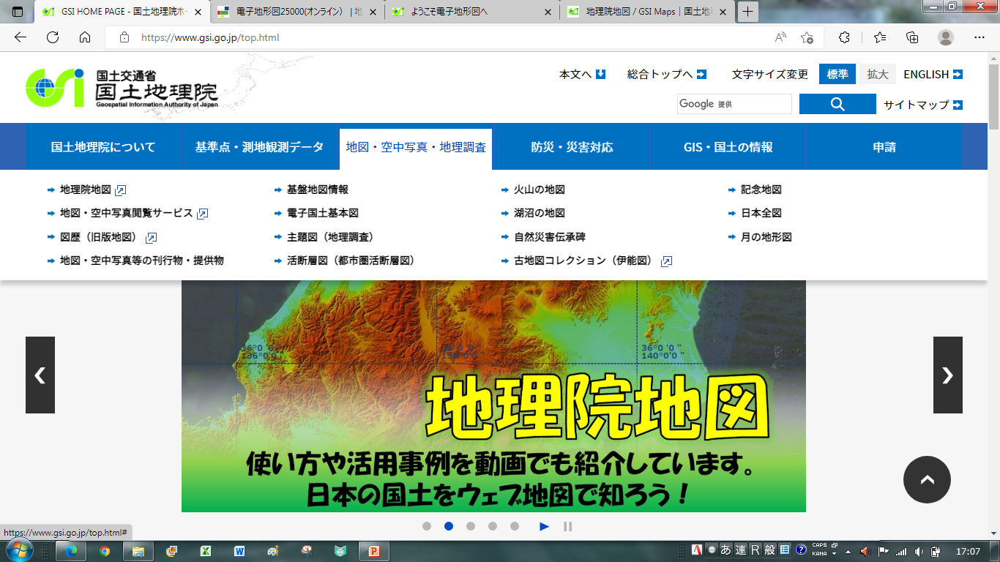 GSI HOME PAGE - 国土地理院ホー
電子地形図25000(オンライン) | 地
ようこそ電子地形図へ
地理院地図 / GSI Maps｜国土地
https://www.gsi.go.jp/top.html
国土交通省
国土地理院
Geospatial Information Authority of Japan
本文へ
総合トップへ
文字サイズ変更
標準
拡大
ENGLISH
Google 提供
サイトマップ
国土地理院について
基準点・測地観測データ
地図・空中写真・地理調査
防災・災害対応
GIS・国土の情報
申請
地理院地図
基盤地図情報
火山の地図
記念地図
地図・空中写真閲覧サービス
電子国土基本図
湖沼の地図
日本全図
図歴（旧版地図）
主題図（地理調査）
自然災害伝承碑
月の地形図
地図・空中写真等の刊行物・提供物
活断層図（都市圏活断層図）
古地図コレクション（伊能図）
36°0 '0 "
140°0 '0 "
地理院地図
使い方や活用事例を動画でも紹介しています。
日本の国土をウェブ地図で知ろう！
https://www.gsi.go.jp/top.html#
あ 連 R 般
CAPS
KANA
17:07